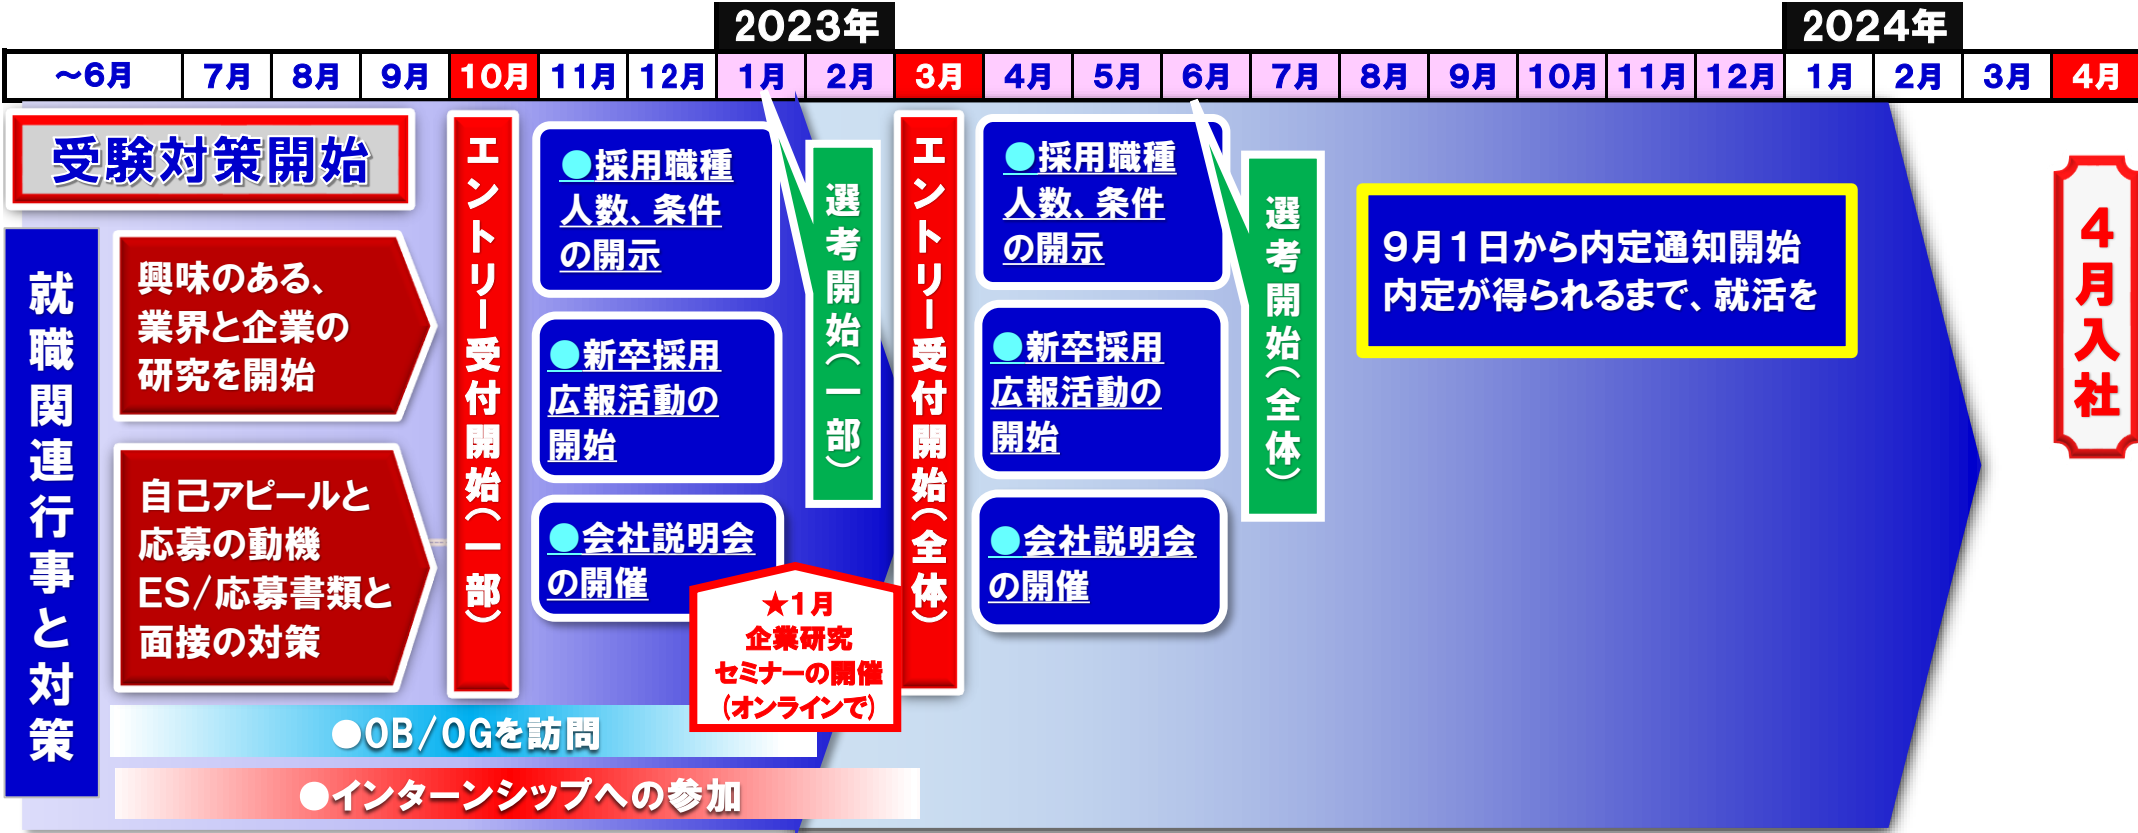 2023年
2024年
～6月 7月 8月 9月 10月 11月 12月 1月 2月 3月 4月 5月 6月 7月 8月 9月 10月 11月 12月 1月 2月 3月 4月
受験対策開始
就職関連行事と対策
興味のある、
業界と企業の
研究を開始
自己アピールと
応募の動機
ES/応募書類と
面接の対策
エントリー受付開始(一部)
●採用職種
人数、条件
の開示
●新卒採用
広報活動の
開始
●会社説明会
の開催
★1月
企業研究
セミナーの開催
(オンラインで)
選考開始(一部)
エントリー受付開始(全体)
●採用職種
人数、条件
の開示
●新卒採用
広報活動の
開始
●会社説明会
の開催
選考開始(全体)
９月１日から内定通知開始
内定が得られるまで、就活を
４月入社
●OB/OGを訪問
●インターンシップへの参加